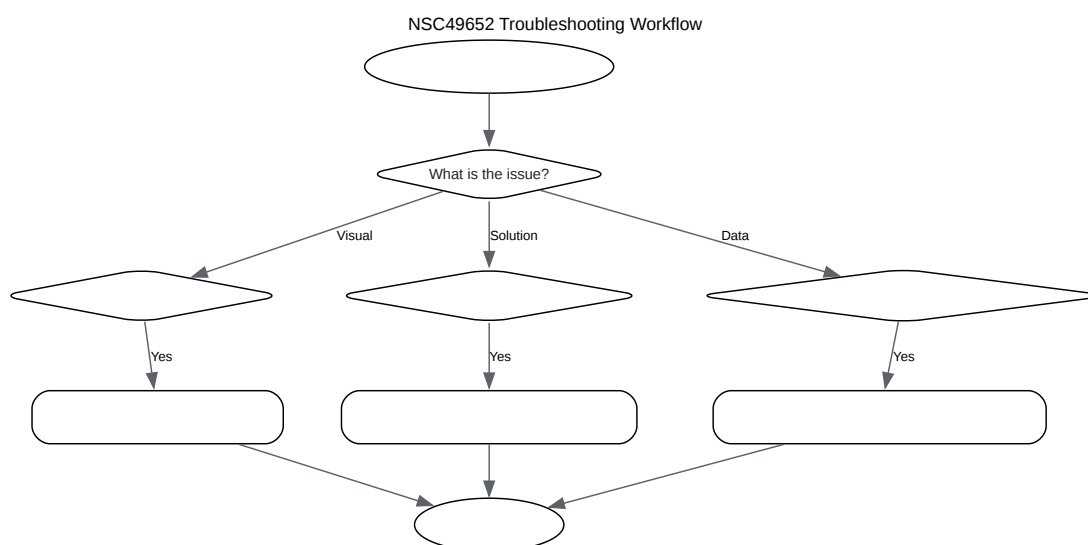 NSC49652 Troubleshooting Workflow
What is the issue?
Visual
Solution
Data
Yes
Yes
Yes